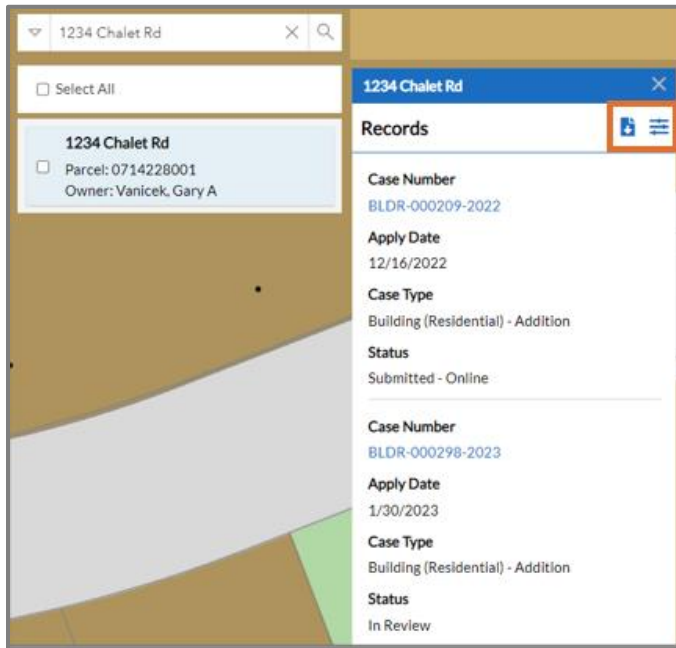 1234 Chalet Rd
Select All
1234 Chalet Rd
Parcel: 0714228001
Owner: Vanicek, Gary A
1234 Chalet Rd
Records
Case Number
BLDR-000209-2022
Apply Date
12/16/2022
Case Type
Building (Residential) - Addition
Status
Submitted - Online
Case Number
BLDR-000298-2023
Apply Date
1/30/2023
Case Type
Building (Residential) - Addition
Status
In Review